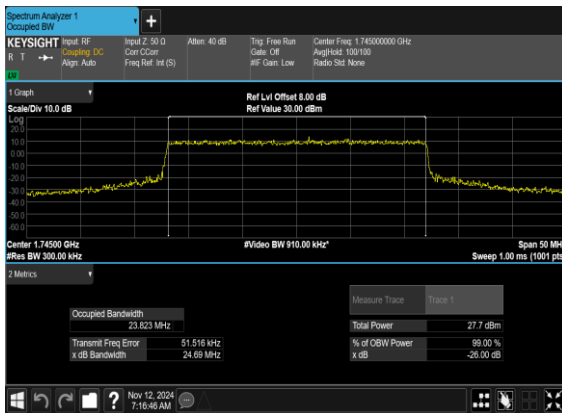 Spectrum Analyzer 1
Occupied BW
+
KEYSIGHT Input: RF Input Z: 50 Ω Atten: 40 dB Trig: Free Run Center Freq: 1.745000000 GHz
R T Coupling: DC Corr CCorr Gate: Off Avg|Hold: 100/100
Align: Auto Freq Ref: Int (S) #IF Gain: Low Radio Std: None
LXI
1 Graph
Ref Lvl Offset 8.00 dB
Scale/Div 10.0 dB Ref Value 30.00 dBm
Log
20.0
10.0
0.00
-10.0
-20.0
-30.0
-40.0
-50.0
-60.0
Center 1.74500 GHz #Video BW 910.00 kHz* Span 50 MH
#Res BW 300.00 kHz Sweep 1.00 ms (1001 pts
2 Metrics
Measure Trace Trace 1
Occupied Bandwidth
23.823 MHz Total Power 27.7 dBm
Transmit Freq Error 51.516 kHz % of OBW Power 99.00 %
x dB Bandwidth 24.69 MHz x dB -26.00 dB
? Nov 12, 2024
7:16:46 AM